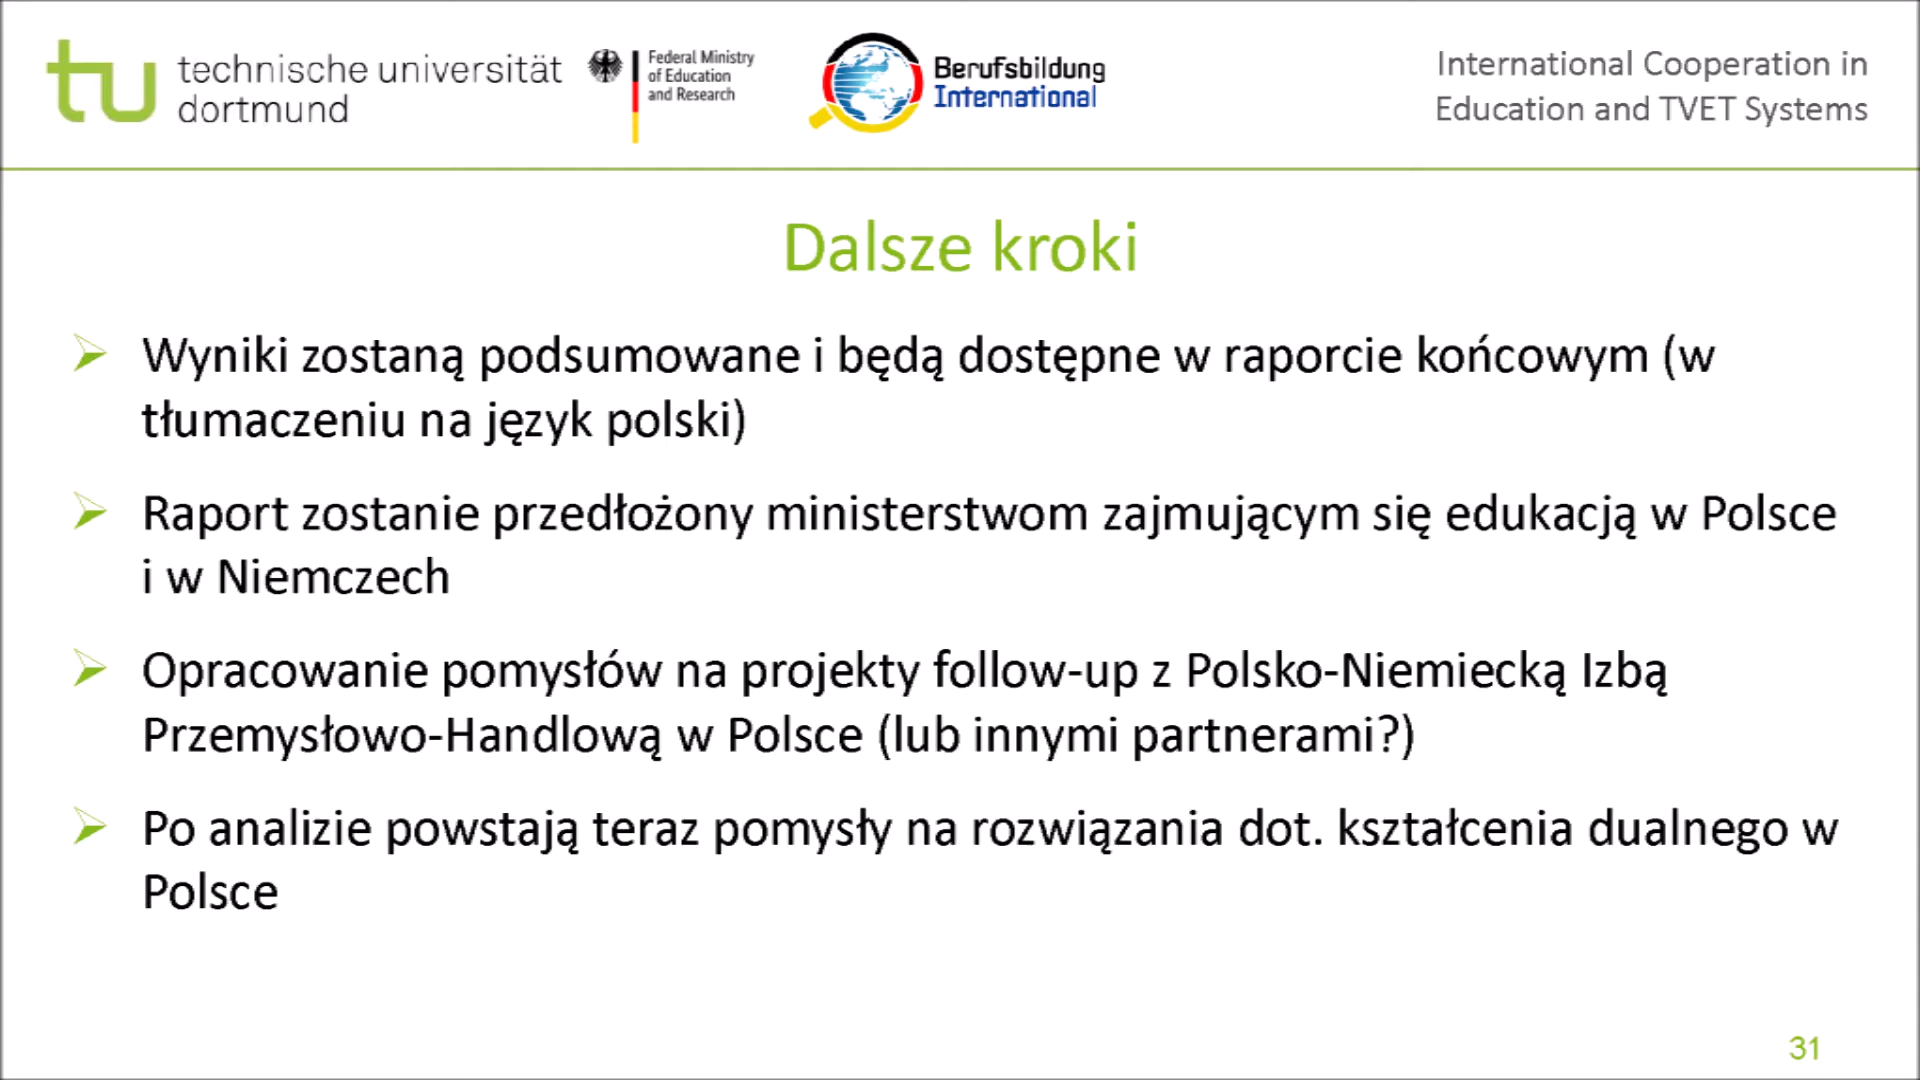 technische universität
dortmund
Federal Ministry
of Education
and Research
Berufsbildung
International
International Cooperation in
Education and TVET Systems
Dalsze kroki
Wyniki zostaną podsumowane i będą dostępne w raporcie końcowym (w
tłumaczeniu na język polski)
Raport zostanie przedłożony ministerstwom zajmującym się edukacją w Polsce
i w Niemczech
Opracowanie pomysłów na projekty follow-up z Polsko-Niemiecką Izbą
Przemysłowo-Handlową w Polsce (lub innymi partnerami?)
Po analizie powstają teraz pomysły na rozwiązania dot. kształcenia dualnego w
Polsce
31